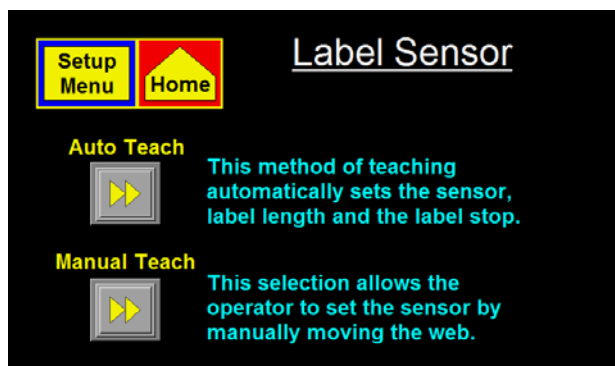 Setup
Menu
Home
Label Sensor
Auto Teach
This method of teaching
automatically sets the sensor,
label length and the label stop.
Manual Teach
This selection allows the
operator to set the sensor by
manually moving the web.